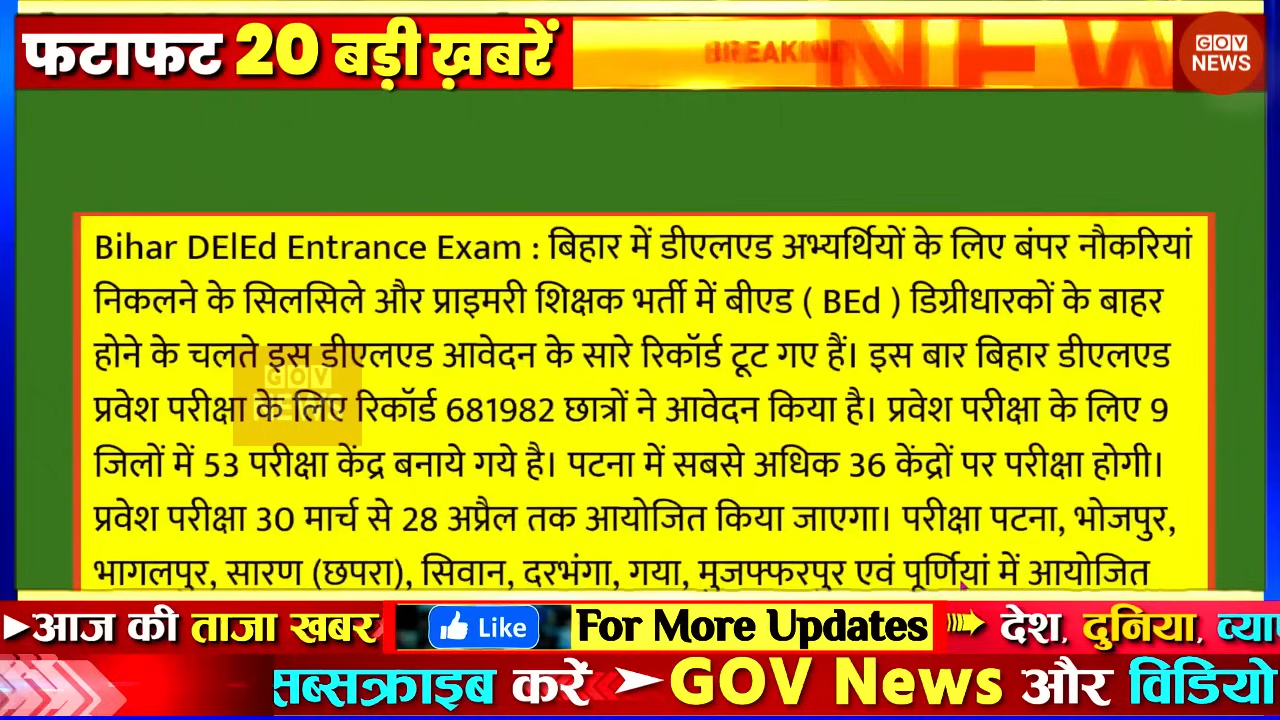 फटाफट 20 बड़ी ख़बरें
BREAKING
NEW
GOV
NEWS
Bihar DElEd Entrance Exam : बिहार में डीएलएड अभ्यर्थियों के लिए बंपर नौकरियां
निकलने के सिलसिले और प्राइमरी शिक्षक भर्ती में बीएड ( BEd ) डिग्रीधारकों के बाहर
होने के चलते इस डीएलएड आवेदन के सारे रिकॉर्ड टूट गए हैं। इस बार बिहार डीएलएड
प्रवेश परीक्षा के लिए रिकॉर्ड 681982 छात्रों ने आवेदन किया है। प्रवेश परीक्षा के लिए 9
जिलों में 53 परीक्षा केंद्र बनाये गये है। पटना में सबसे अधिक 36 केंद्रों पर परीक्षा होगी।
प्रवेश परीक्षा 30 मार्च से 28 अप्रैल तक आयोजित किया जाएगा। परीक्षा पटना, भोजपुर,
भागलपुर, सारण (छपरा), सिवान, दरभंगा, गया, मुजफ्फरपुर एवं पूर्णियां में आयोजित
GOV
NEWS
आज की ताजा खबर Like For More Updates देश, दुनिया,
सब्सक्राइब करें GOV News और विडियो